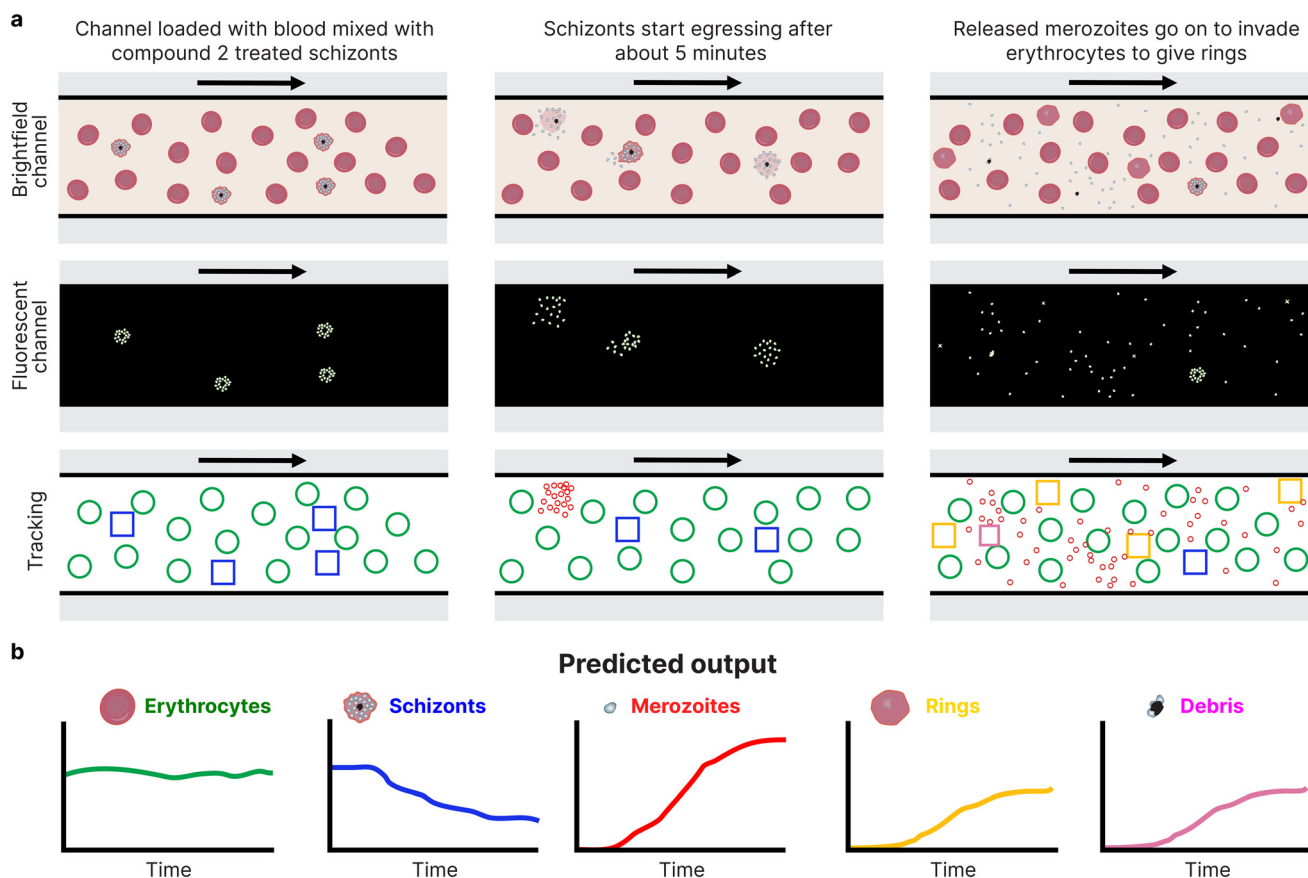 a
Channel loaded with blood mixed with
compound 2 treated schizonts
Schizonts start egressing after
about 5 minutes
Released merozoites go on to invade
erythrocytes to give rings
Brightfield
channel
Fluorescent
channel
Tracking
b
Predicted output
Erythrocytes
Schizonts
Merozoites
Rings
Debris
Time
Time
Time
Time
Time